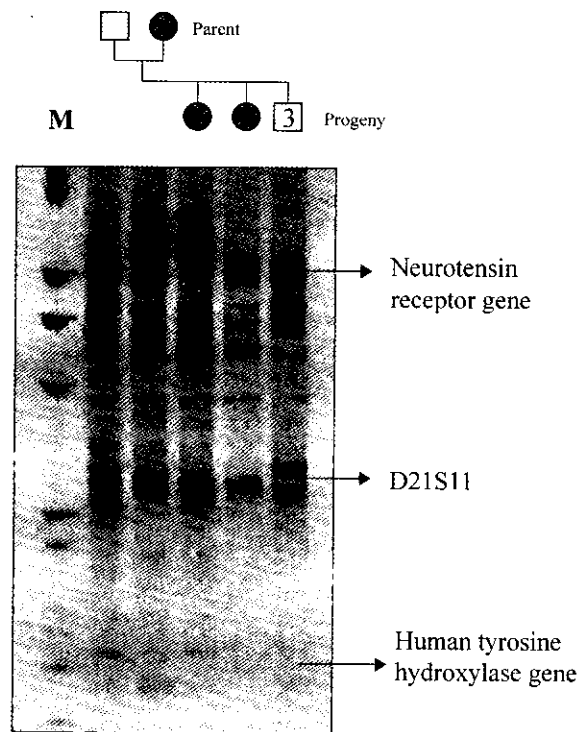 Parent
M
3
Progeny
Neurotensin
receptor gene
D21S11
Human tyrosine
hydroxylase gene